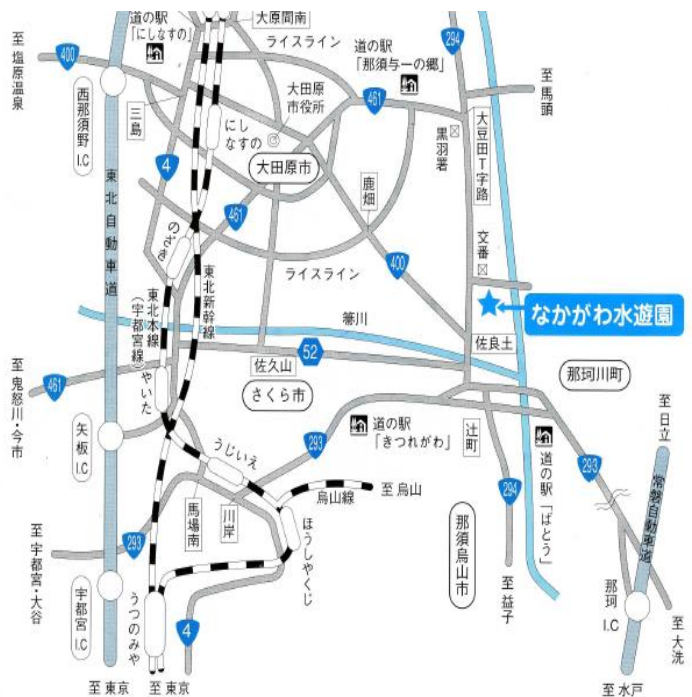 道の駅
「にしなすの」
大原間南
ライスライン
道の駅
「那須与一の郷」
294
至馬頭
至塩原温泉
400
西那須野I.C
三島
にしなすの
大田原
市役所
461
黒羽署
大豆田T字路
4
大田原市
鹿畑
東北自動車道
461
のざき
東北新幹線
ライスライン
400
交番
なかがわ水遊園
東北本線
(宇都宮線)
箒川
佐良土
52
佐久山
那珂川町
至鬼怒川・今市
461
やいた
さくら市
矢板I.C
うじいえ
293
道の駅
「きつれがわ」
辻町
道の駅「ばとう」
293
至日立
常磐自動車道
烏山線
至 烏山
294
那須烏山市
馬場南
川岸
ほうしゃくじ
至宇都宮・大谷
293
宇都宮I.C
うつのみや
4
至益子
那珂I.C
至大洗
至東京
至東京
至水戸